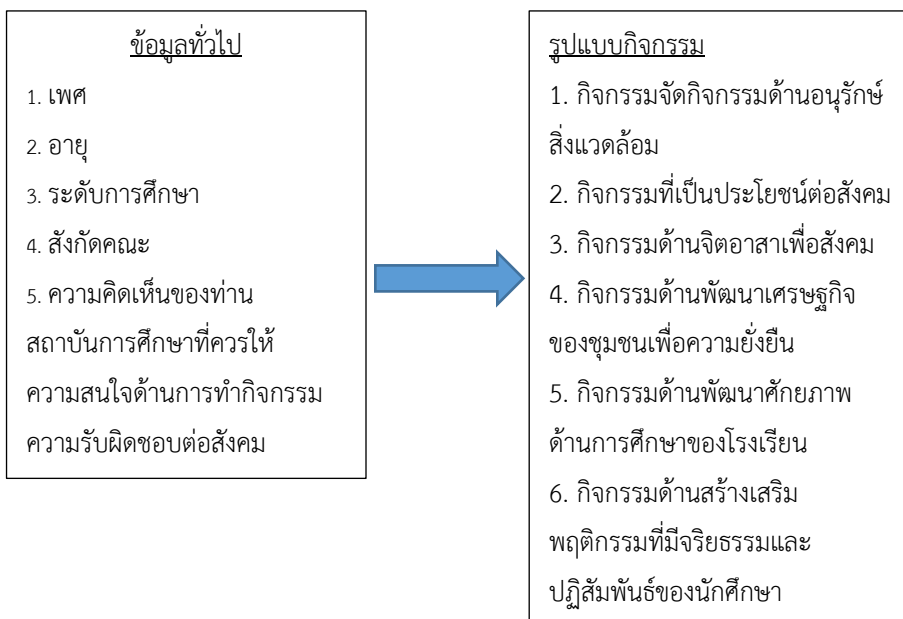 ข้อมูลทั่วไป
1. เพศ
2. อายุ
3. ระดับการศึกษา
4. สังกัดคณะ
5. ความคิดเห็นของท่าน
สถาบันการศึกษาที่ควรให้
ความสนใจด้านการทำกิจกรรม
ความรับผิดชอบต่อสังคม
รูปแบบกิจกรรม
1. กิจกรรมจัดกิจกรรมด้านอนุรักษ์
สิ่งแวดล้อม
2. กิจกรรมที่เป็นประโยชน์ต่อสังคม
3. กิจกรรมด้านจิตอาสาเพื่อสังคม
4. กิจกรรมด้านพัฒนาเศรษฐกิจ
ของชุมชนเพื่อความยั่งยืน
5. กิจกรรมด้านพัฒนาศักยภาพ
ด้านการศึกษาของโรงเรียน
6. กิจกรรมด้านสร้างเสริม
พฤติกรรมที่มีจริยธรรมและ
ปฏิสัมพันธ์ของนักศึกษา